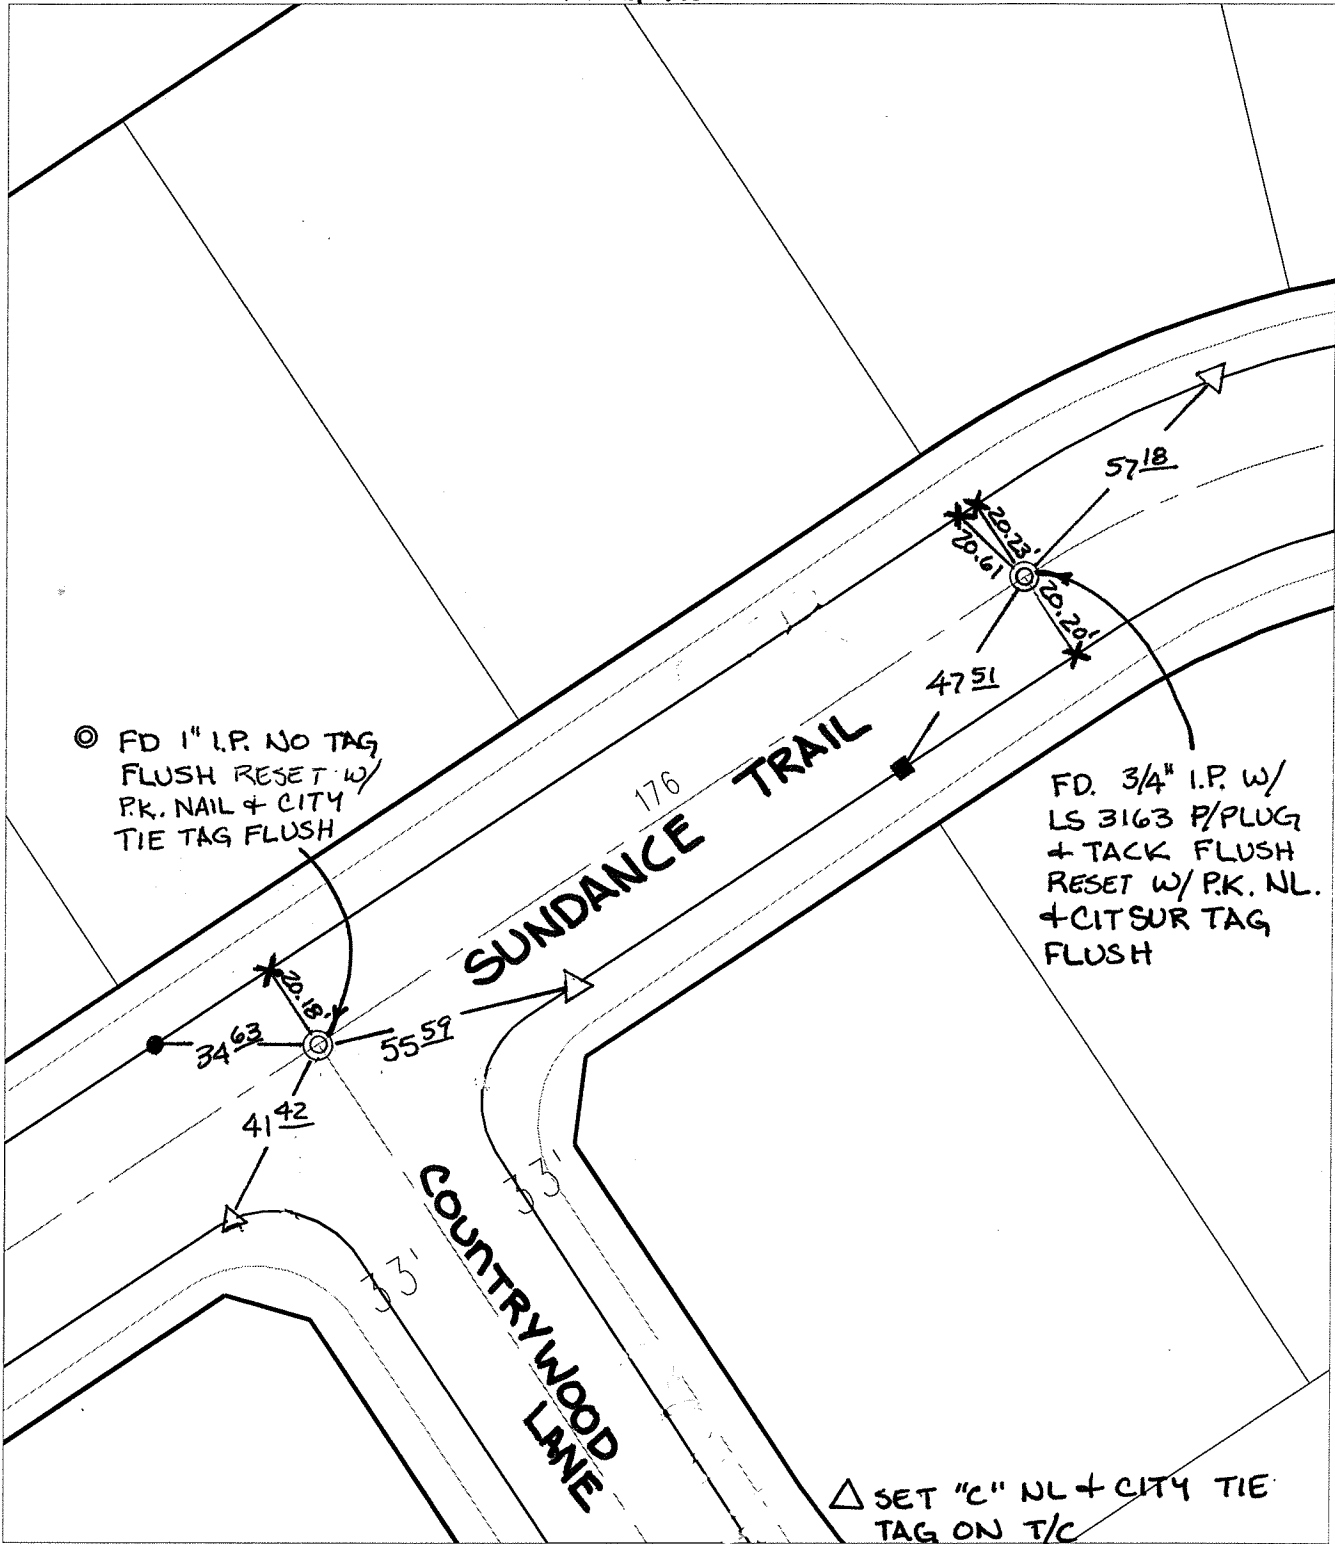 57 18
20.23'
20.61
20.20'
47 51
◎ FD 1" I.P. NO TAG
FLUSH RESET W/
P.K. NAIL & CITY
TIE TAG FLUSH
176
SUNDANCE TRAIL
FD. 3/4" I.P. W/
LS 3163 P/PLUG
& TACK FLUSH
RESET W/ P.K. NL.
& CITSUR TAG
FLUSH
20.18'
34 63
55 59
41 42
33'
33'
COUNTRYWOOD
LANE
△ SET "C" NL & CITY TIE
TAG ON T/C